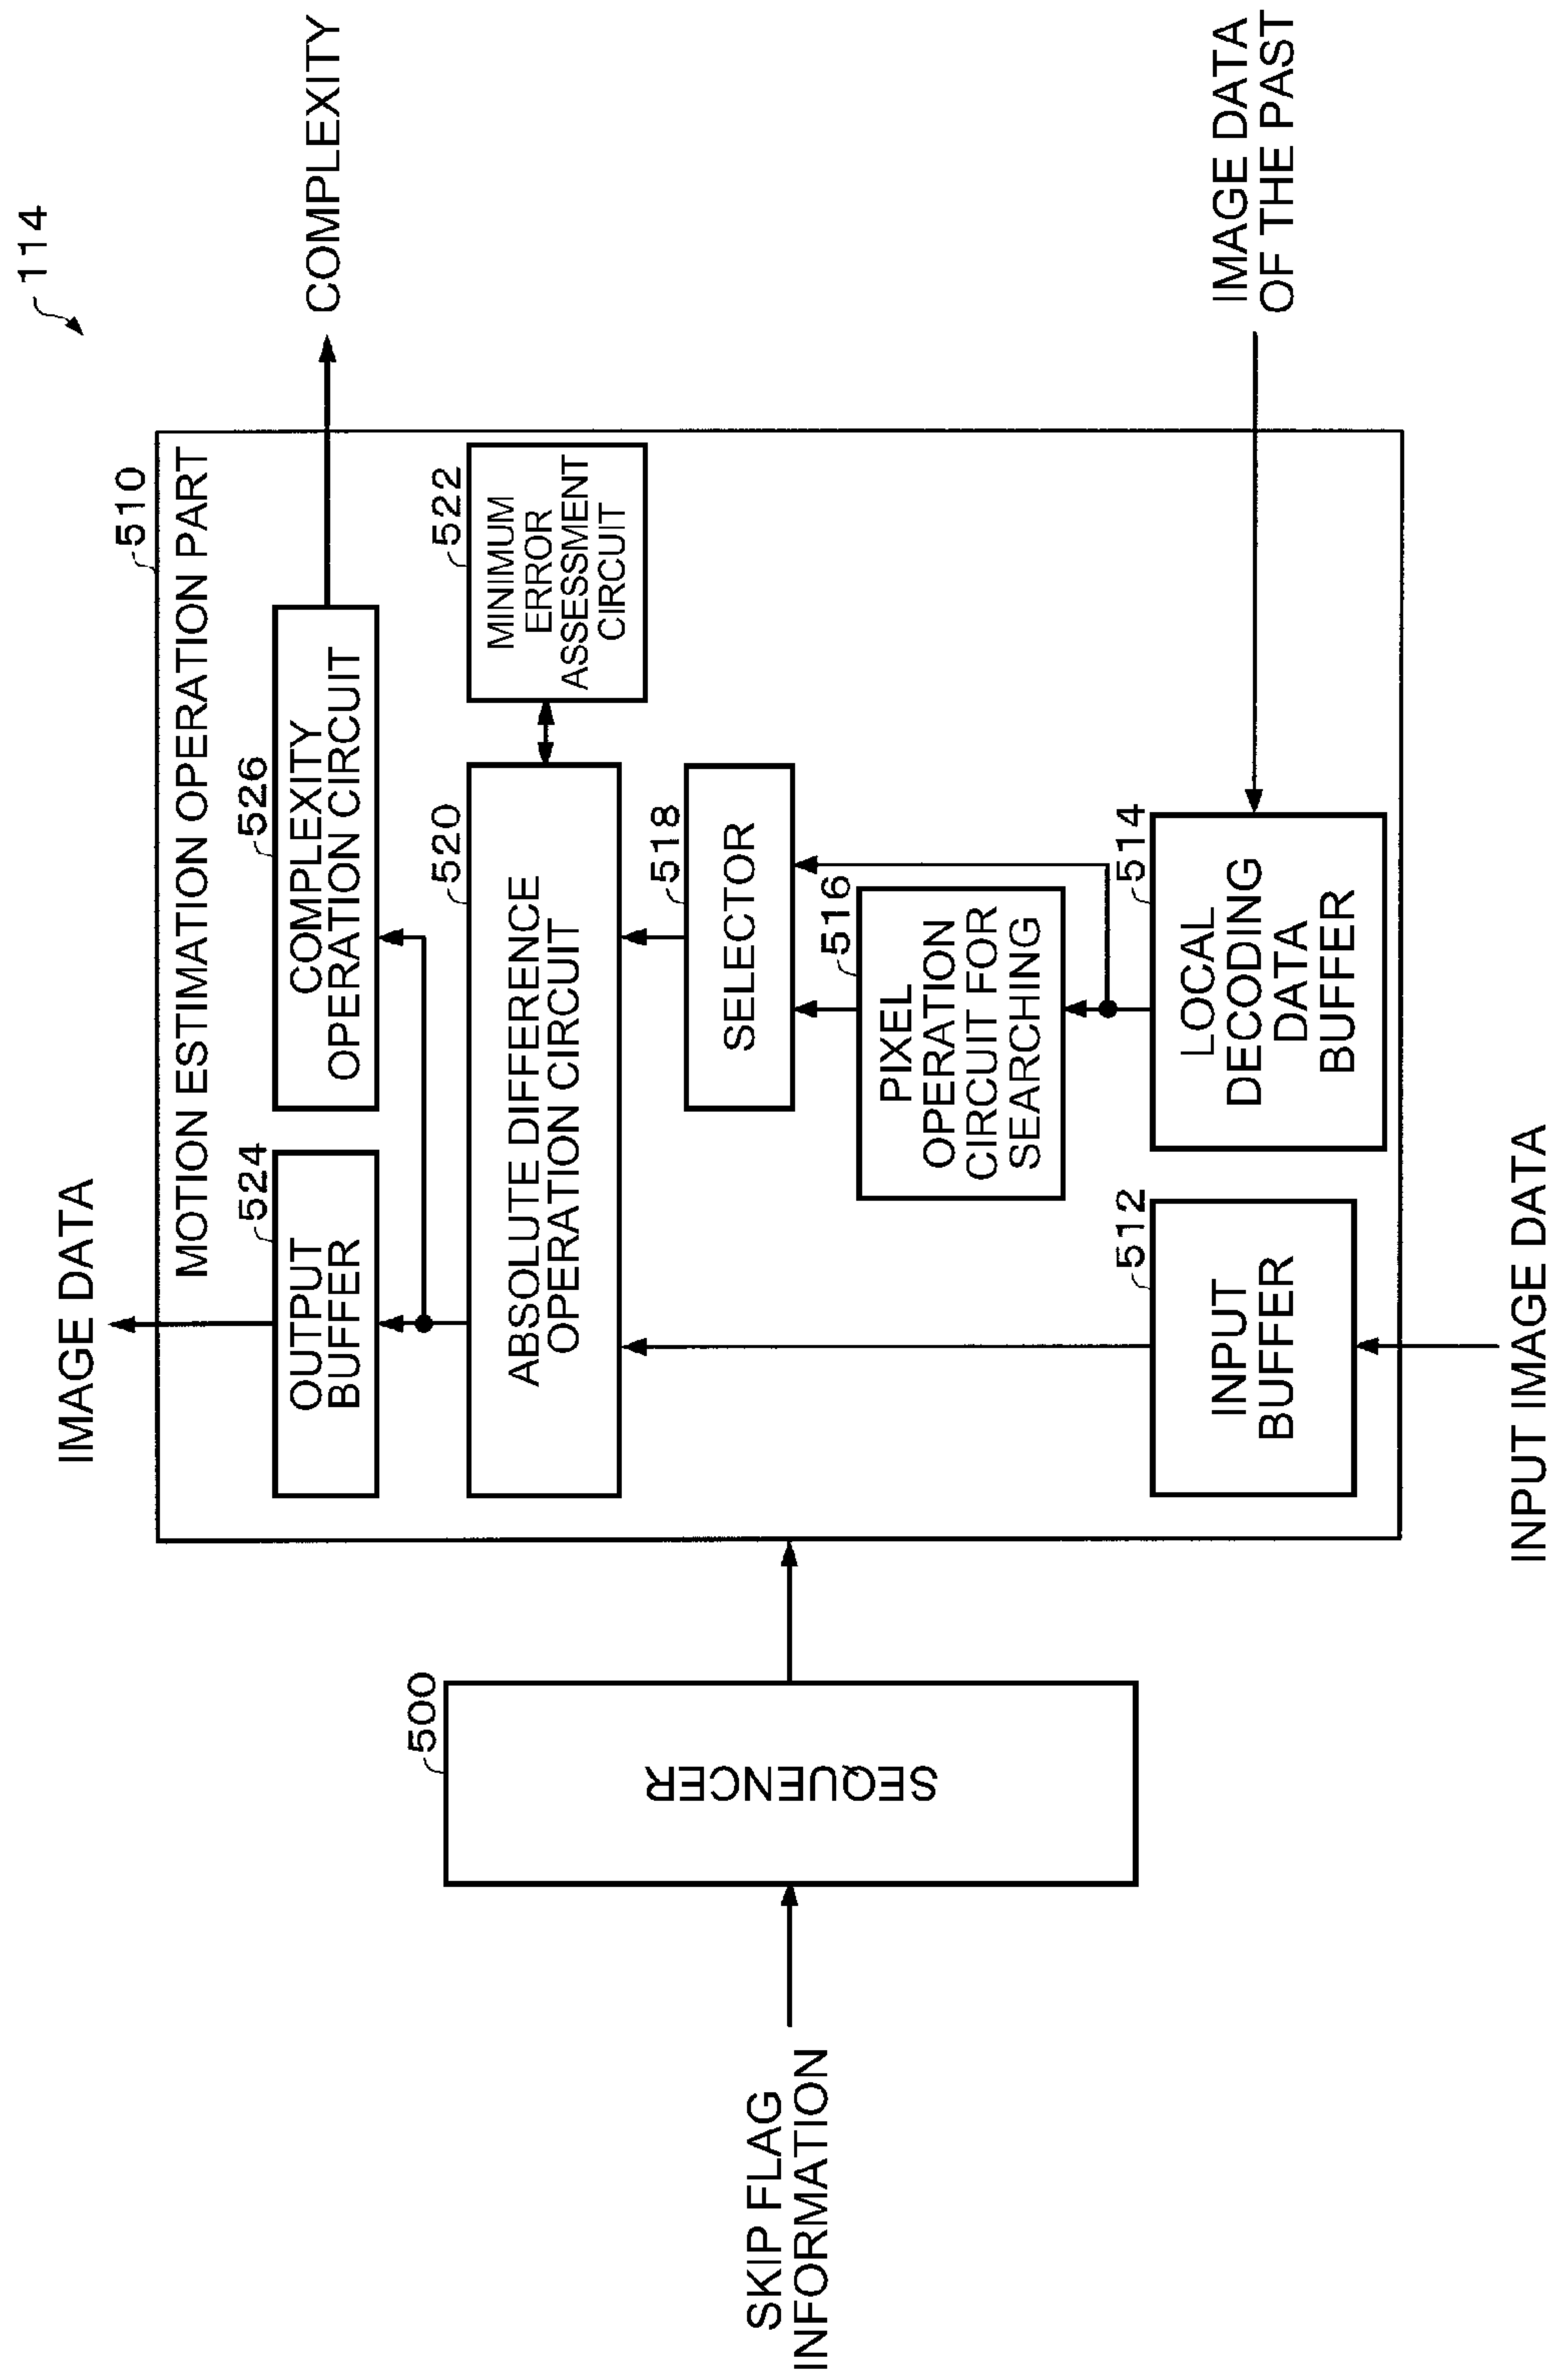 114
IMAGE DATA
COMPLEXITY
510
MOTION ESTIMATION OPERATION PART
524
OUTPUT
BUFFER
526
COMPLEXITY
OPERATION CIRCUIT
520
ABSOLUTE DIFFERENCE
OPERATION CIRCUIT
522
MINIMUM
ERROR
ASSESSMENT
CIRCUIT
518
SELECTOR
516
PIXEL
OPERATION
CIRCUIT FOR
SEARCHING
512
INPUT
BUFFER
514
LOCAL
DECODING
DATA
BUFFER
500
SEQUENCER
SKIP FLAG
INFORMATION
INPUT IMAGE DATA
IMAGE DATA
OF THE PAST